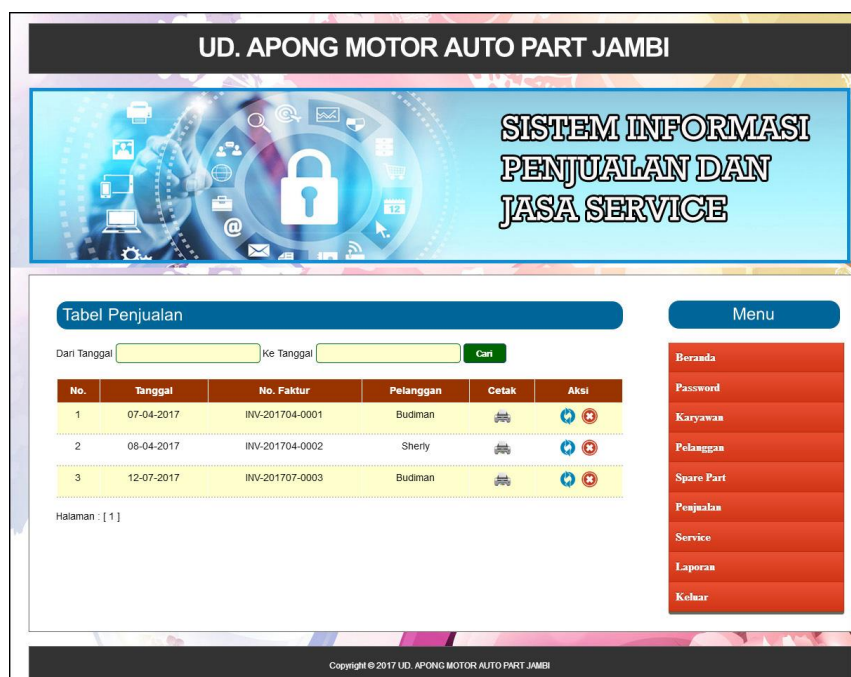 UD. APONG MOTOR AUTO PART JAMBI
SISTEM INFORMASI
PENJUALAN DAN
JASA SERVICE
12
@
Tabel Penjualan
Dari Tanggal Ke Tanggal Cari
No. Tanggal No. Faktur Pelanggan Cetak Aksi
1 07-04-2017 INV-201704-0001 Budiman
2 08-04-2017 INV-201704-0002 Sherly
3 12-07-2017 INV-201707-0003 Budiman
Halaman : [ 1 ]
Menu
Beranda
Password
Karyawan
Pelanggan
Spare Part
Penjualan
Service
Laporan
Keluar
Copyright © 2017 UD. APONG MOTOR AUTO PART JAMBI